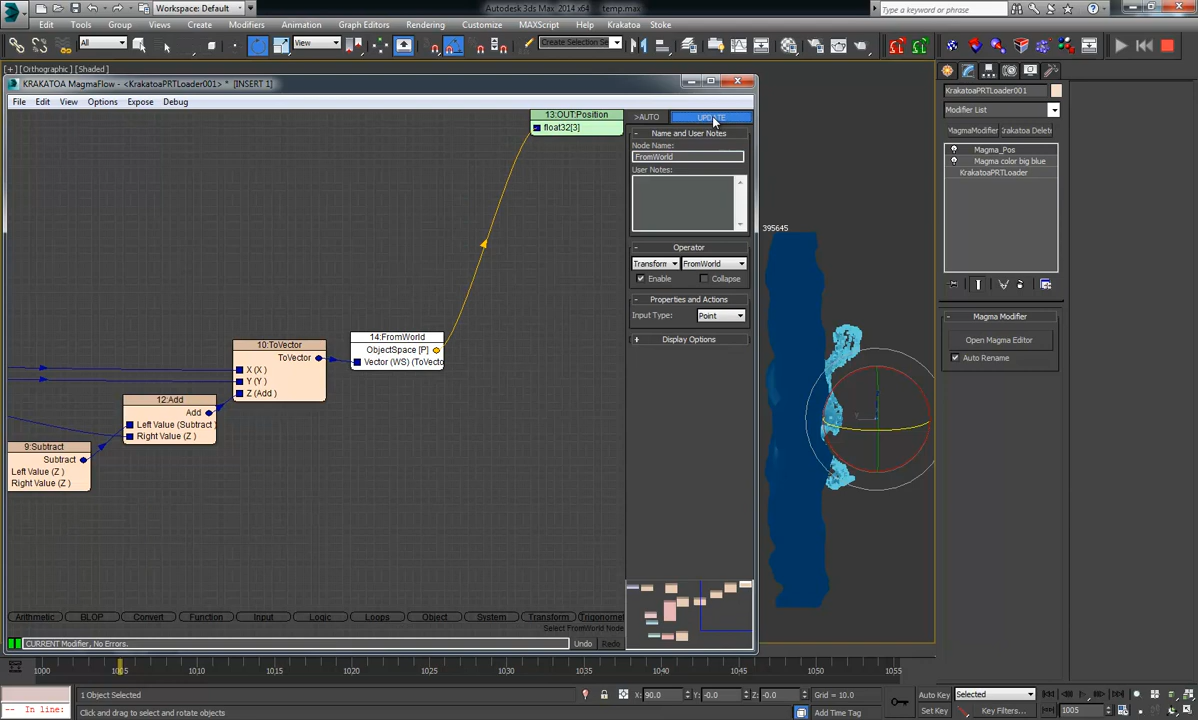 Workspace: Default
Autodesk 3ds Max 2014 x64 temp.max
Type a keyword or phrase
Edit Tools Group Views Create Modifiers Animation Graph Editors Rendering Customize MAXScript Help Krakatoa Stoke
All View Create Selection Se
[+] [Orthographic] [Shaded]
KRAKATOA MagmaFlow - <KrakatoaPRTLoader001> * [INSERT 1]
File Edit View Options Expose Debug
13:OUT:Position
float32[3]
>AUTO UPDATE
- Name and User Notes
Node Name:
FromWorld
User Notes:
- Operator
Transform FromWorld
Enable Collapse
- Properties and Actions
Input Type: Point
+ Display Options
14:FromWorld
ObjectSpace [P]
Vector (WS) (ToVecto
10:ToVector
ToVector
X (X )
Y (Y )
Z (Add )
12:Add
Add
Left Value (Subtract )
Right Value (Z )
9:Subtract
Subtract
Left Value (Z )
Right Value (Z )
Arithmetic BLOP Convert Function Input Logic Loops Object System Transform Trigonome
Select FromWorld Node
CURRENT Modifier, No Errors. Undo Redo
395645
Y
KrakatoaPRTLoader001
Modifier List
MagmaModifier Krakatoa Delete
Magma_Pos
Magma color big blue
KrakatoaPRTLoader
- Magma Modifier
Open Magma Editor
Auto Rename
1000 1005 1010 1015 1020 1025 1030 1035 1040 1045 1050 1055
1 Object Selected X: 90.0 Y: -0.0 Z: -0.0 Grid = 10.0 Auto Key Selected
-- In line: Click and drag to select and rotate objects Add Time Tag Set Key Key Filters... 1005